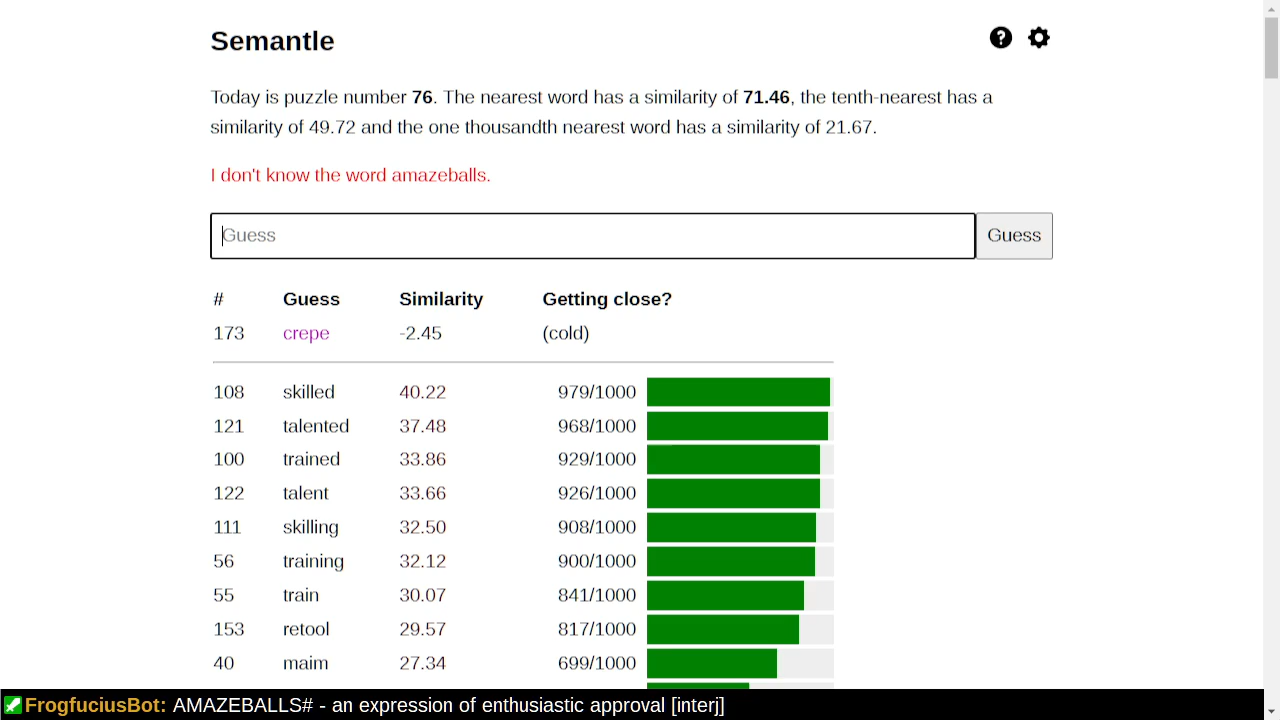 Semantle
Today is puzzle number 76. The nearest word has a similarity of 71.46, the tenth-nearest has a
similarity of 49.72 and the one thousandth nearest word has a similarity of 21.67.
I don't know the word amazeballs.
Guess Guess
# Guess Similarity Getting close?
173 crepe -2.45 (cold)
108 skilled 40.22 979/1000
121 talented 37.48 968/1000
100 trained 33.86 929/1000
122 talent 33.66 926/1000
111 skilling 32.50 908/1000
56 training 32.12 900/1000
55 train 30.07 841/1000
153 retool 29.57 817/1000
40 maim 27.34 699/1000
FrogfuciusBot: AMAZEBALLS# - an expression of enthusiastic approval [interj]